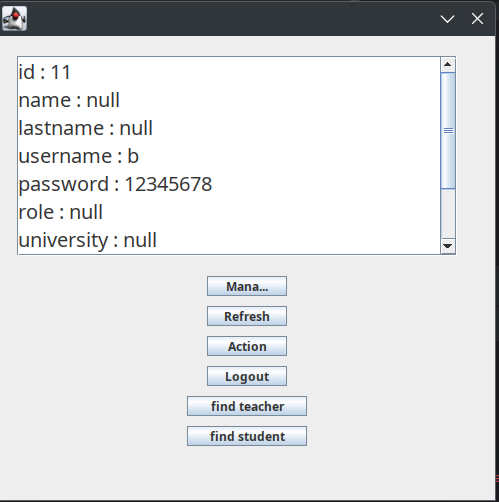 id : 11
name : null
lastname : null
username : b
password : 12345678
role : null
university : null
Mana...
Refresh
Action
Logout
find teacher
find student